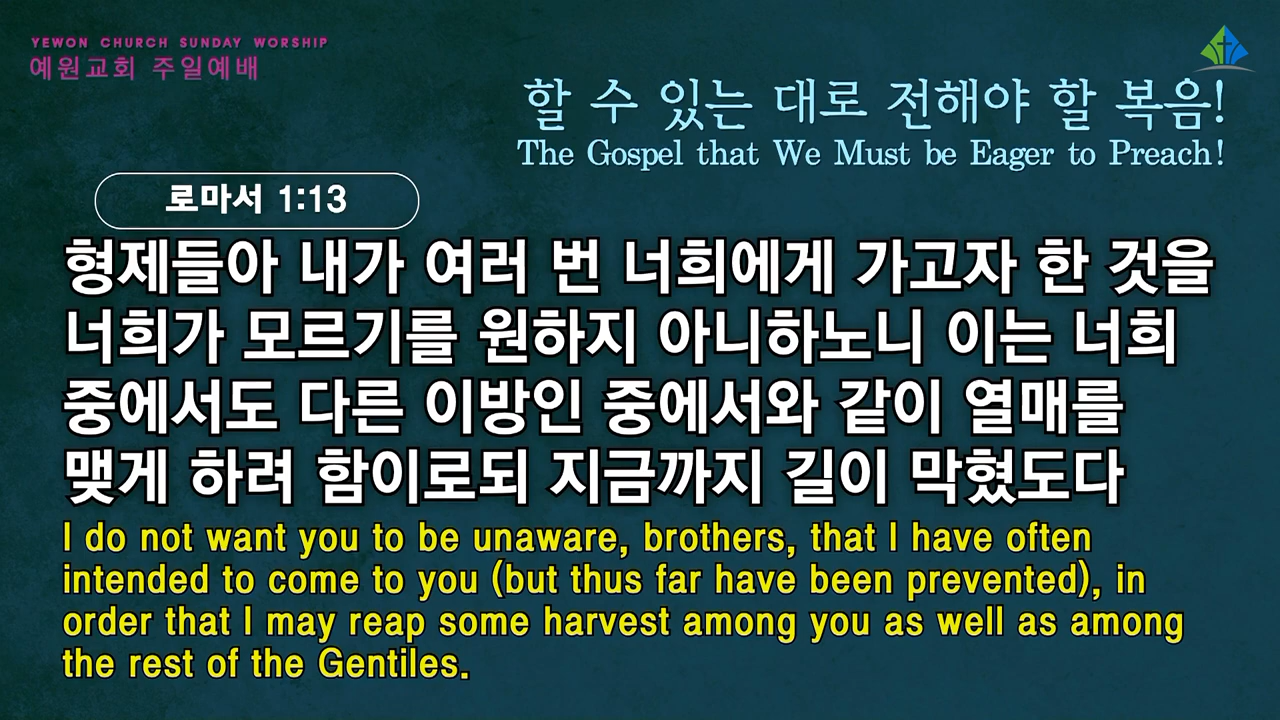 YEWON CHURCH SUNDAY WORSHIP
예원교회 주일예배
할 수 있는 대로 전해야 할 복음!
The Gospel that We Must be Eager to Preach!
로마서 1:13
형제들아 내가 여러 번 너희에게 가고자 한 것을
너희가 모르기를 원하지 아니하노니 이는 너희
중에서도 다른 이방인 중에서와 같이 열매를
맺게 하려 함이로되 지금까지 길이 막혔도다
I do not want you to be unaware, brothers, that I have often
intended to come to you (but thus far have been prevented), in
order that I may reap some harvest among you as well as among
the rest of the Gentiles.